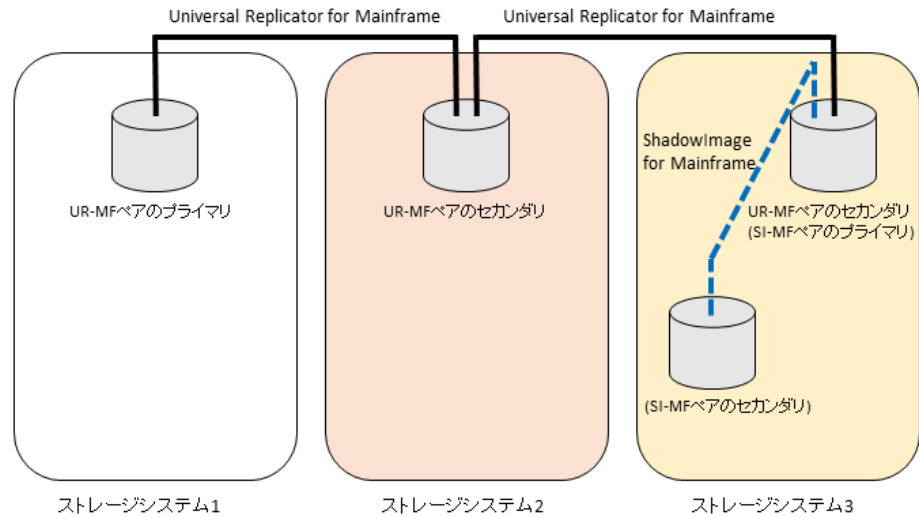 Universal Replicator for Mainframe
Universal Replicator for Mainframe
ShadowImage
for Mainframe
UR-MFペアのプライマリ
UR-MFペアのセカンダリ
UR-MFペアのセカンダリ
(SI-MFペアのプライマリ)
(SI-MFペアのセカンダリ)
ストレージシステム1
ストレージシステム2
ストレージシステム3